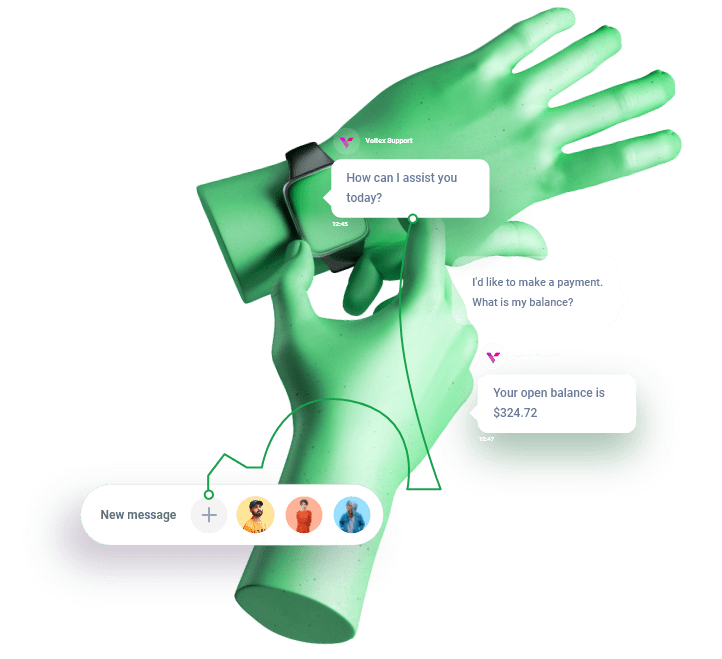 Voltex Support
How can I assist you
today?
12:45
I'd like to make a payment.
What is my balance?
Your open balance is
$324.72
12:47
New message